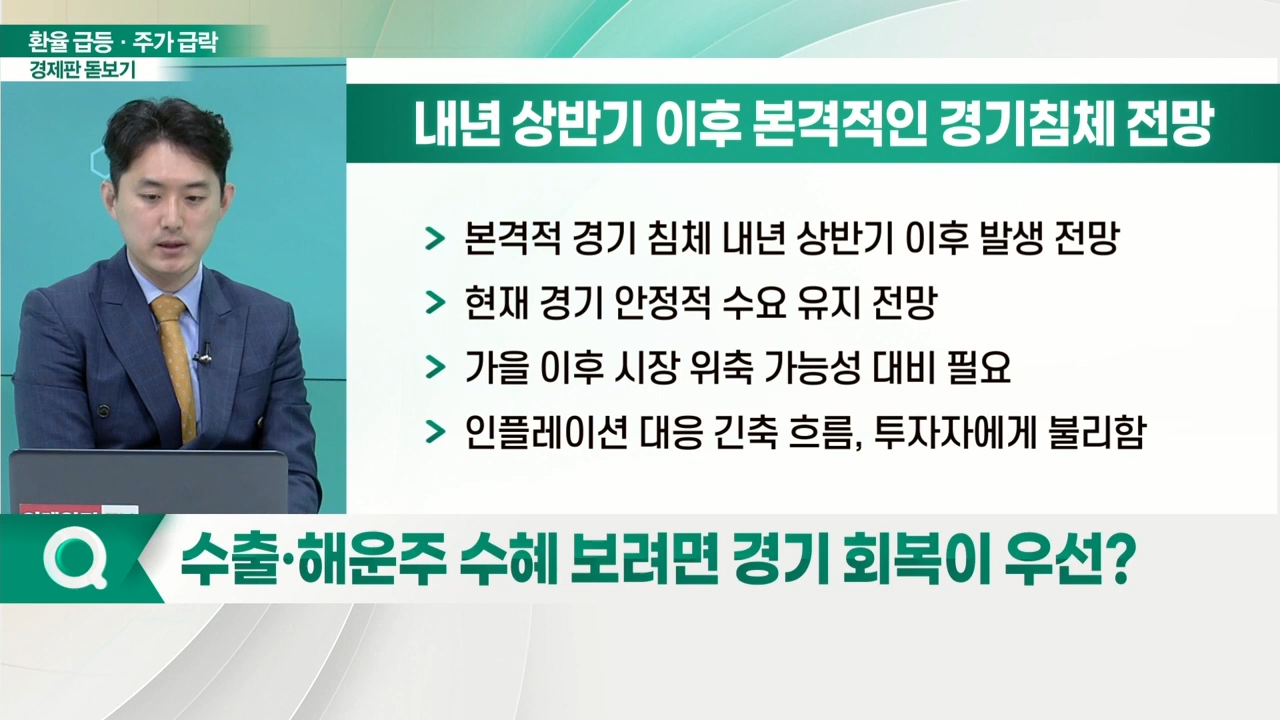 환율 급등 · 주가 급락
경제판 돋보기
내년 상반기 이후 본격적인 경기침체 전망
> 본격적 경기 침체 내년 상반기 이후 발생 전망
> 현재 경기 안정적 수요 유지 전망
> 가을 이후 시장 위축 가능성 대비 필요
> 인플레이션 대응 긴축 흐름, 투자자에게 불리함
Q 수출·해운주 수혜 보려면 경기 회복이 우선?